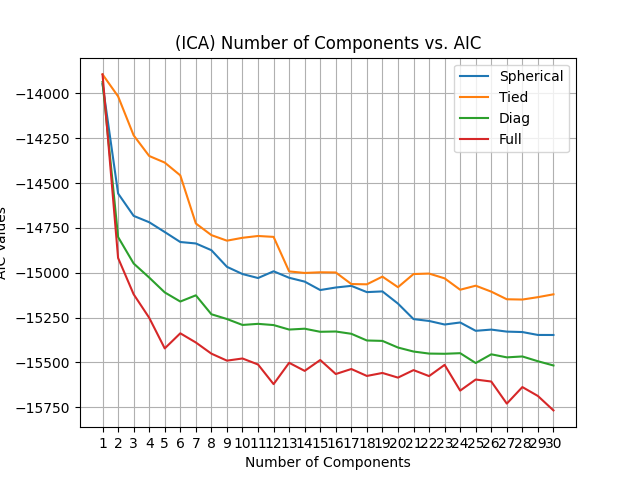 (ICA) Number of Components vs. AIC
AIC Values
−14000
−14250
−14500
−14750
−15000
−15250
−15500
−15750
Spherical
Tied
Diag
Full
1 2 3 4 5 6 7 8 9 10 11 12 13 14 15 16 17 18 19 20 21 22 23 24 25 26 27 28 29 30
Number of Components